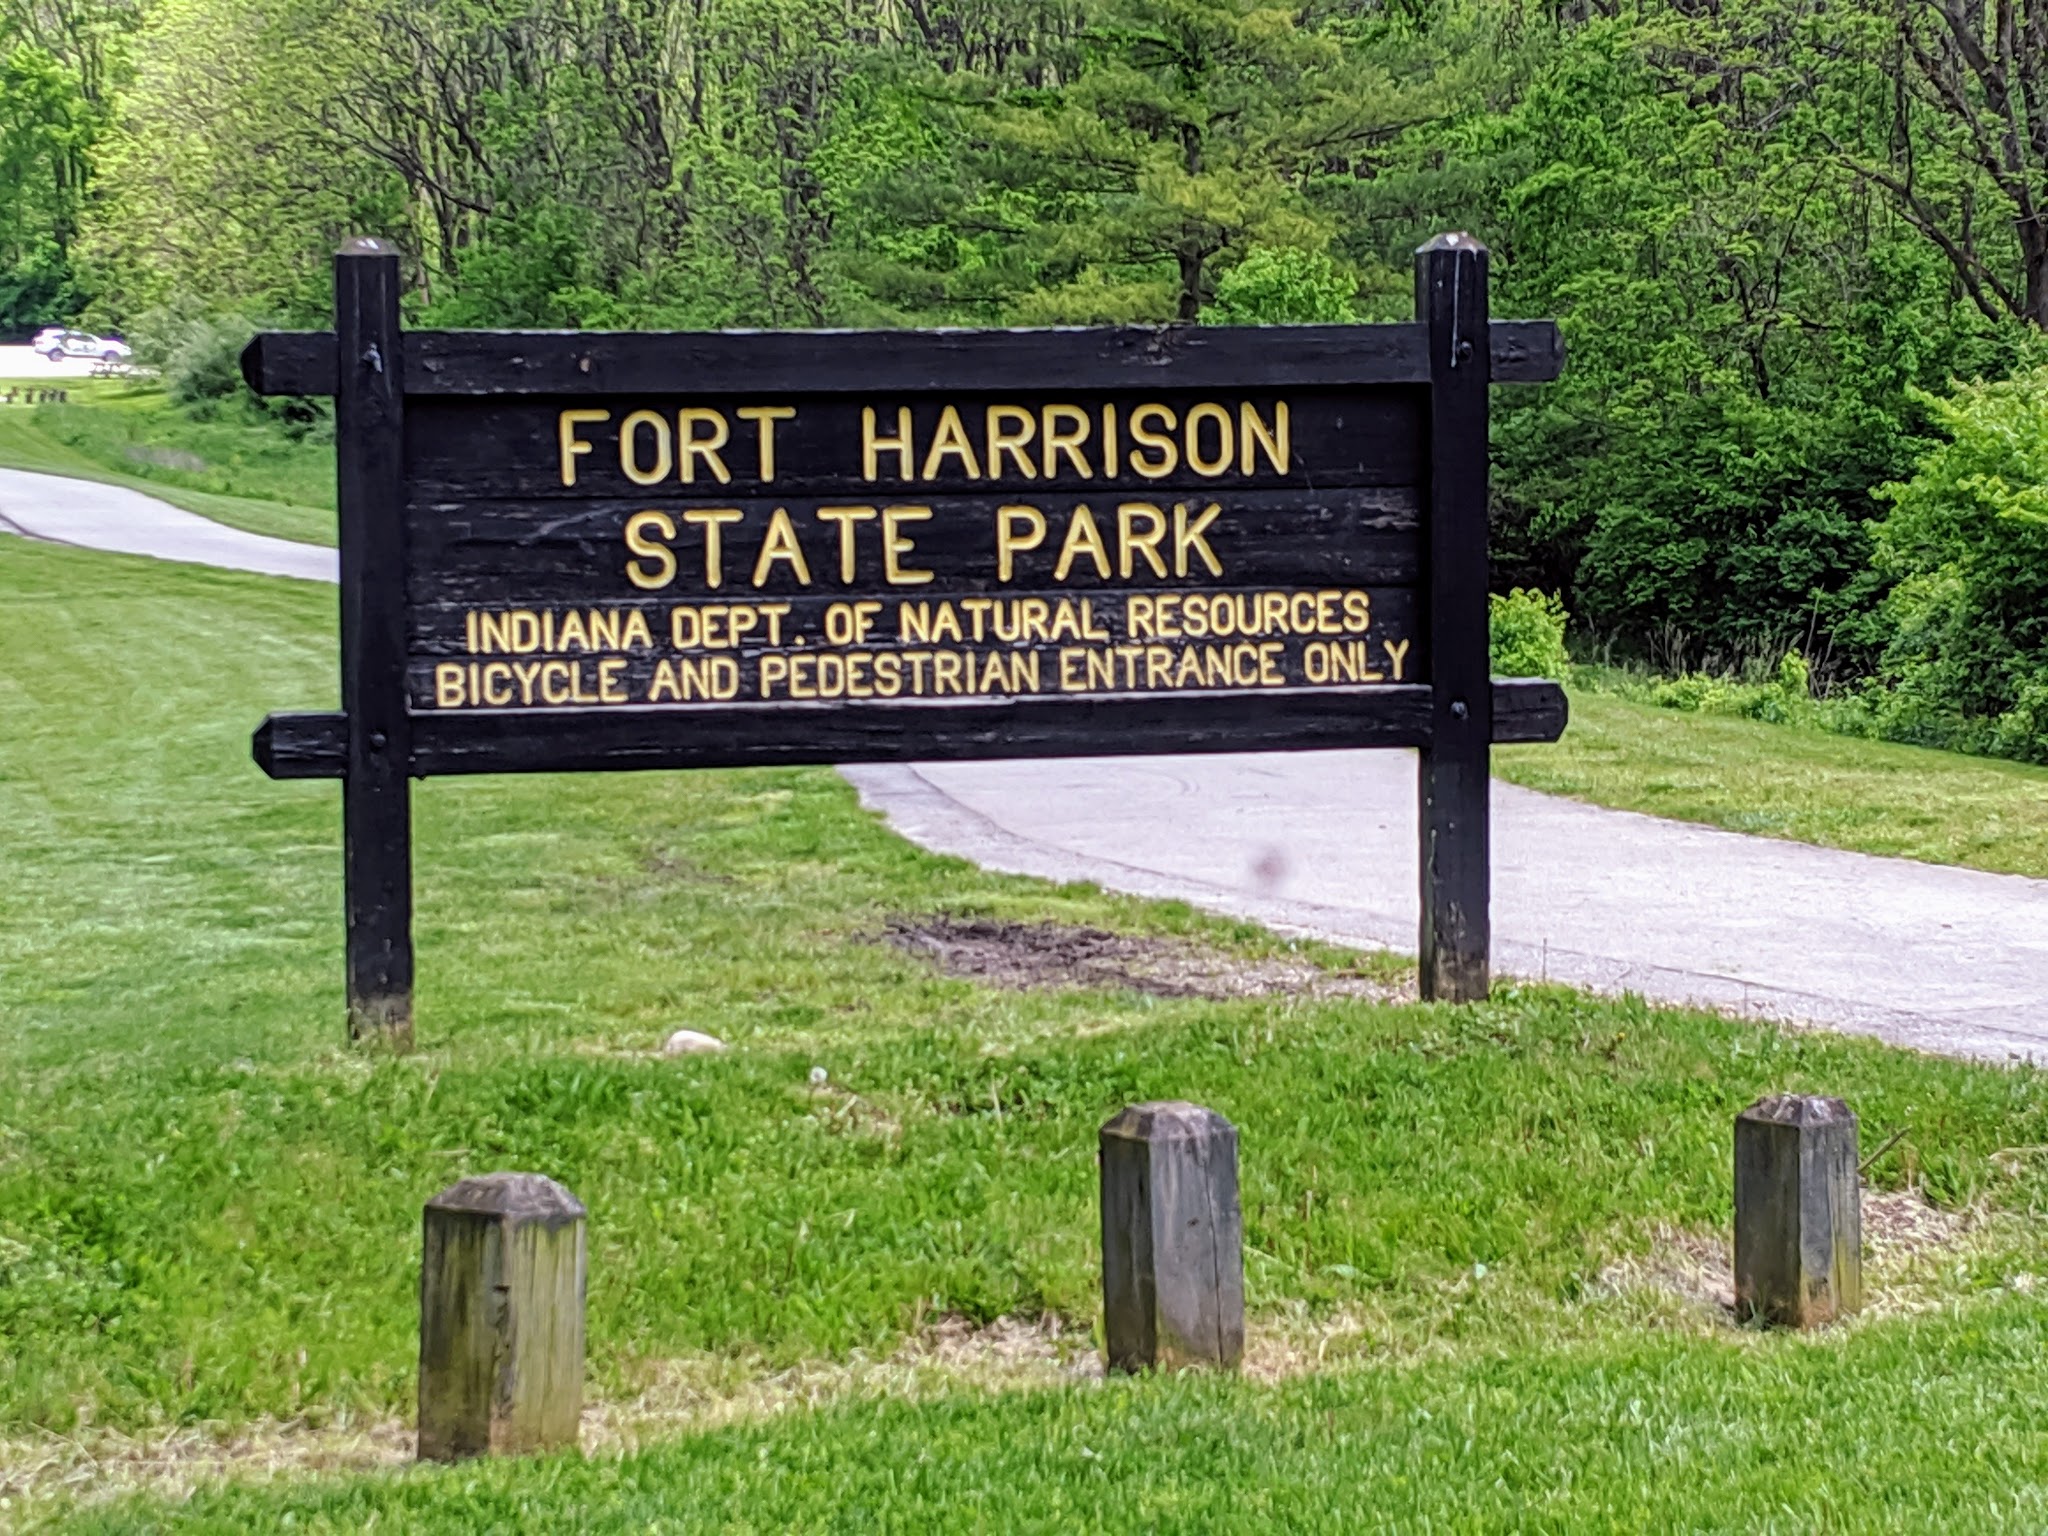 FORT HARRISON
STATE PARK
INDIANA DEPT. OF NATURAL RESOURCES
BICYCLE AND PEDESTRIAN ENTRANCE ONLY